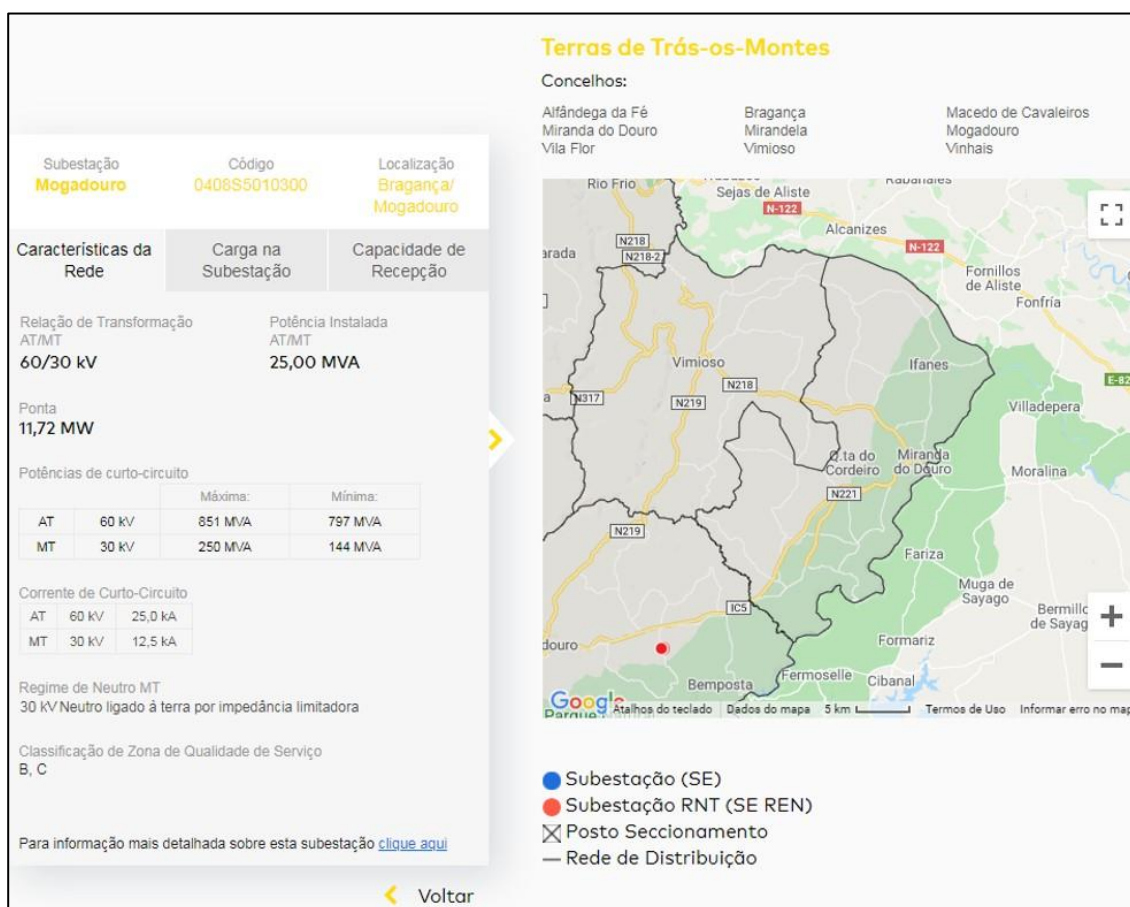 Terras de Trás-os-Montes
Concelhos:
Alfândega da Fé Bragança Macedo de Cavaleiros
Miranda do Douro Mirandela Mogadouro
Vila Flor Vimioso Vinhais
Subestação Código Localização
Mogadouro 0408S5010300 Bragança/
Mogadouro
Características da Rede Carga na Subestação Capacidade de Recepção
Relação de Transformação AT/MT
60/30 kV
Potência Instalada AT/MT
25,00 MVA
Ponta
11,72 MW
Potências de curto-circuito
Máxima: Mínima:
AT 60 kV 851 MVA 797 MVA
MT 30 kV 250 MVA 144 MVA
Corrente de Curto-Circuito
AT 60 kV 25,0 kA
MT 30 kV 12,5 kA
Regime de Neutro MT
30 kV Neutro ligado á terra por impedância limitadora
Classificação de Zona de Qualidade de Serviço
B, C
Para informação mais detalhada sobre esta subestação clique aqui
Voltar
Rio Frio
Sejas de Aliste
N-122
Alcanizes
N218
N218-2
N-122
arada
Fornillos de Aliste
Fonfría
Vimioso
Ifanes
N218
E-82
N317
N219
Villadepera
Q.ta do Cordeiro
Miranda do Douro
Moralina
N221
N219
Fariza
Muga de Sayago
IC5
Bermillo de Sayag
douro
Formariz
Bemposta
Fermoselle
Cibanal
Google
Parque
Atalhos do teclado Dados do mapa 5 km Termos de Uso Informar erro no map
Subestação (SE)
Subestação RNT (SE REN)
Posto Seccionamento
Rede de Distribuição